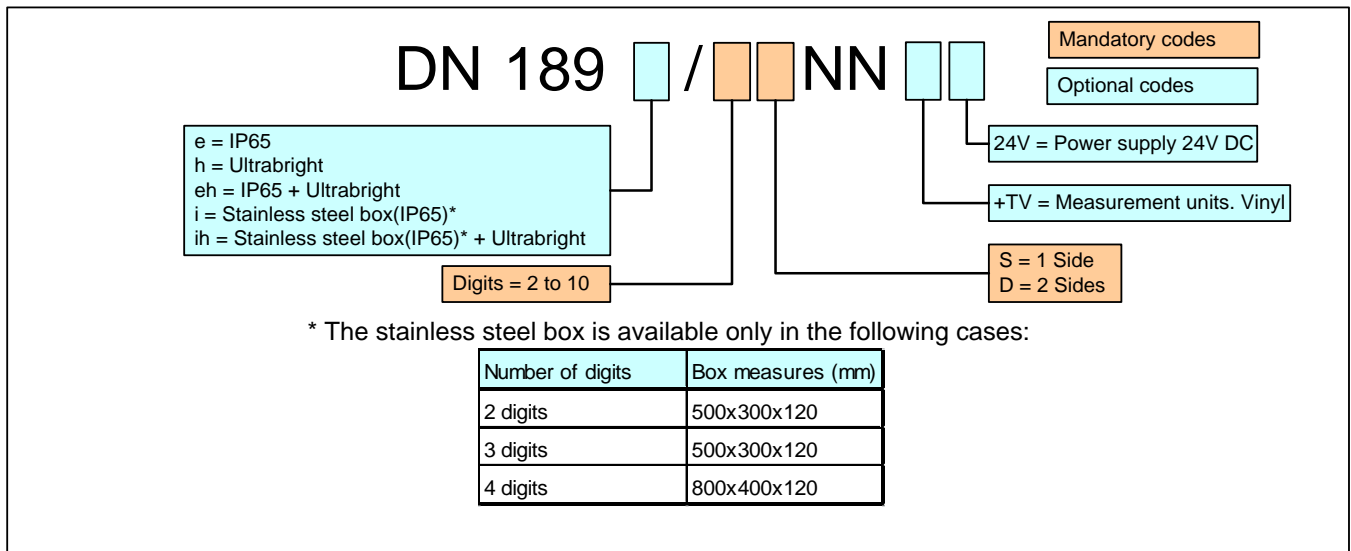 DN 189 / NN
Mandatory codes
Optional codes
e = IP65
h = Ultrabright
eh = IP65 + Ultrabright
i = Stainless steel box(IP65)*
ih = Stainless steel box(IP65)* + Ultrabright
24V = Power supply 24V DC
+TV = Measurement units. Vinyl
Digits = 2 to 10
S = 1 Side
D = 2 Sides
* The stainless steel box is available only in the following cases:
Number of digits Box measures (mm)
2 digits 500x300x120
3 digits 500x300x120
4 digits 800x400x120